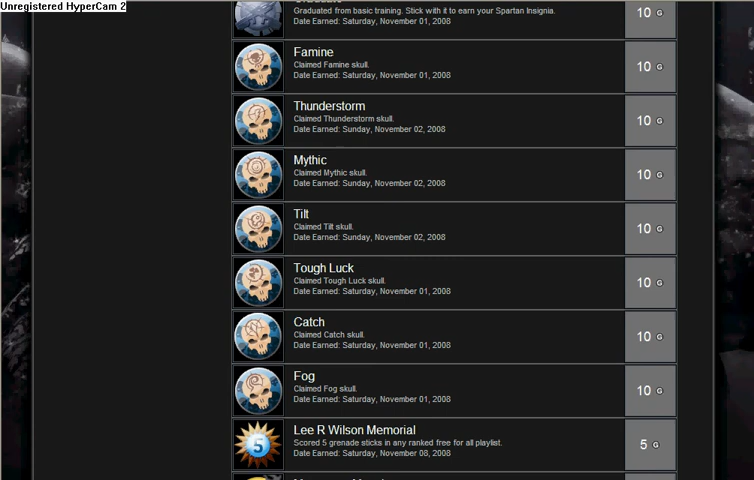 Unregistered HyperCam 2
Graduated from basic training. Stick with it to earn your Spartan Insignia.
Date Earned: Saturday, November 01, 2008
10 G
Famine
Claimed Famine skull.
Date Earned: Saturday, November 01, 2008
10 G
Thunderstorm
Claimed Thunderstorm skull.
Date Earned: Sunday, November 02, 2008
10 G
Mythic
Claimed Mythic skull.
Date Earned: Sunday, November 02, 2008
10 G
Tilt
Claimed Tilt skull.
Date Earned: Sunday, November 02, 2008
10 G
Tough Luck
Claimed Tough Luck skull.
Date Earned: Saturday, November 01, 2008
10 G
Catch
Claimed Catch skull.
Date Earned: Saturday, November 01, 2008
10 G
Fog
Claimed Fog skull.
Date Earned: Saturday, November 01, 2008
10 G
5
Lee R Wilson Memorial
Scored 5 grenade sticks in any ranked free for all playlist.
Date Earned: Saturday, November 08, 2008
5 G